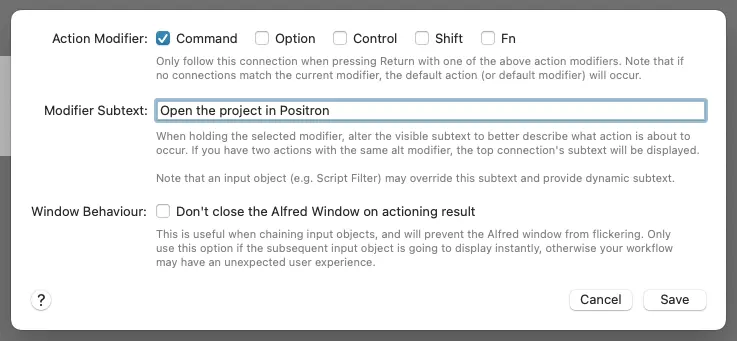 Action Modifier: Command Option Control Shift Fn
Only follow this connection when pressing Return with one of the above action modifiers. Note that if
no connections match the current modifier, the default action (or default modifier) will occur.
Modifier Subtext: Open the project in Positron
When holding the selected modifier, alter the visible subtext to better describe what action is about to
occur. If you have two actions with the same alt modifier, the top connection's subtext will be displayed.
Note that an input object (e.g. Script Filter) may override this subtext and provide dynamic subtext.
Window Behaviour: Don't close the Alfred Window on actioning result
This is useful when chaining input objects, and will prevent the Alfred window from flickering. Only
use this option if the subsequent input object is going to display instantly, otherwise your workflow
may have an unexpected user experience.
? Cancel Save